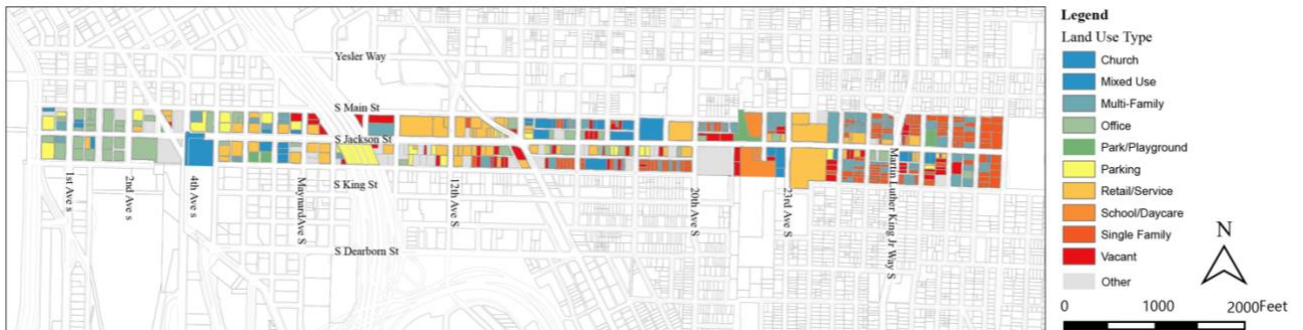 Yesler Way
S Main St
S Jackson St
S King St
S Dearborn St
1st Ave s
2nd Ave s
4th Ave s
MaynardAve S
12th Ave S
20th Ave S
23rd Ave S
Martin Luther King Jr Way S
Legend
Land Use Type
Church
Mixed Use
Multi-Family
Office
Park/Playground
Parking
Retail/Service
School/Daycare
Single Family
Vacant
Other
N
0 1000 2000Feet